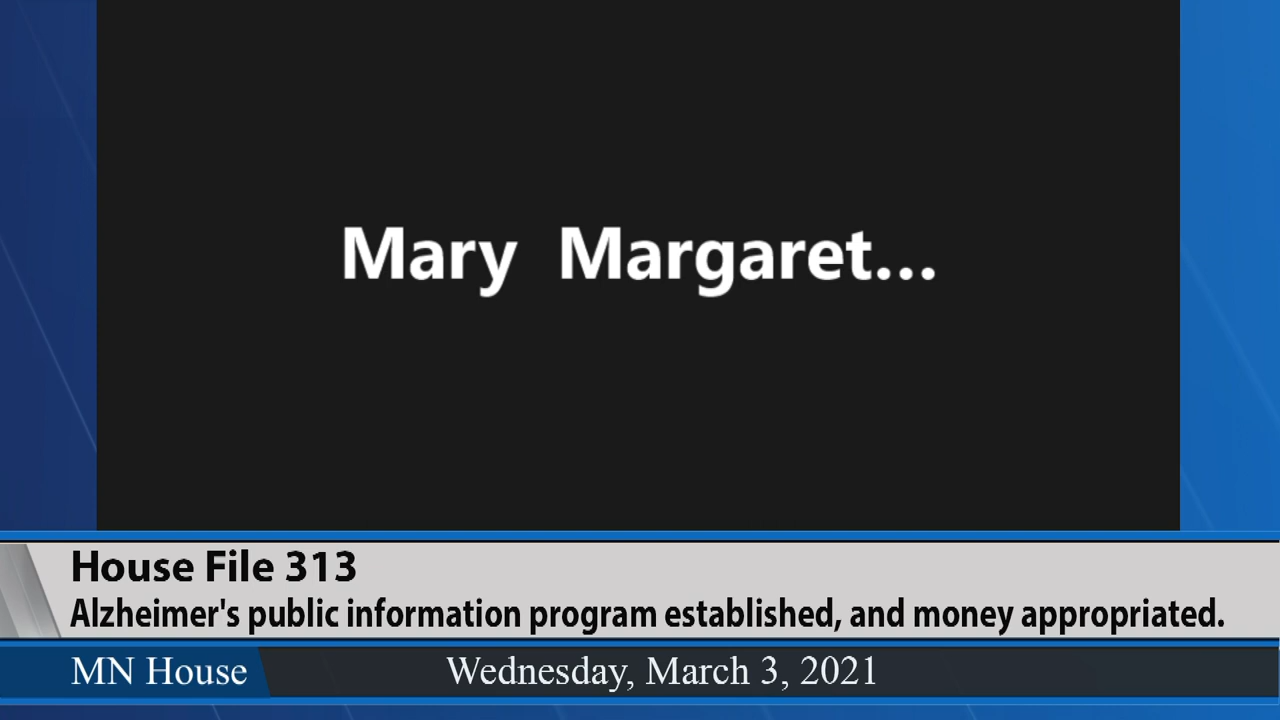 Mary Margaret...
House File 313
Alzheimer's public information program established, and money appropriated.
MN House
Wednesday, March 3, 2021